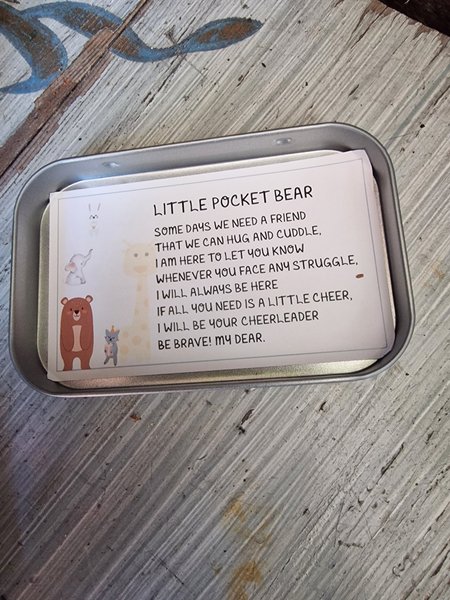 LITTLE POCKET BEAR
SOME DAYS WE NEED A FRIEND
THAT WE CAN HUG AND CUDDLE,
I AM HERE TO LET YOU KNOW
WHENEVER YOU FACE ANY STRUGGLE,
I WILL ALWAYS BE HERE
IF ALL YOU NEED IS A LITTLE CHEER,
I WILL BE YOUR CHEERLEADER
BE BRAVE! MY DEAR.